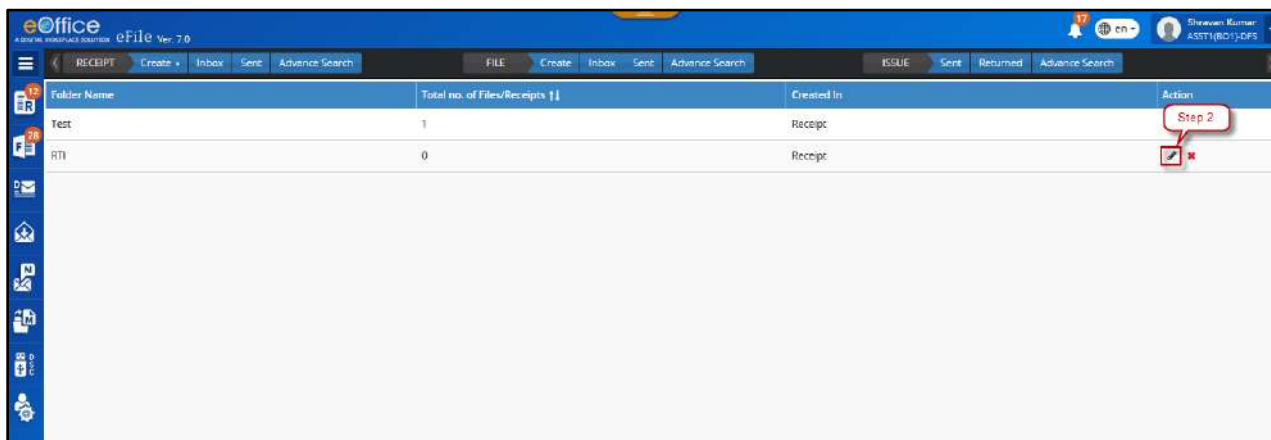 eOffice
A DIGITAL WORKPLACE SOLUTION
eFile Ver. 7.0
17
en
Shravan Kumar
ASST1(BO1)-DFS
RECEIPT Create Inbox Sent Advance Search
FILE Create Inbox Sent Advance Search
ISSUE Sent Returned Advance Search
12
R
28
F
D
N
M
DSC
Folder Name Total no. of Files/Receipts Created In Action
Test 1 Receipt
Step 2
RTI 0 Receipt